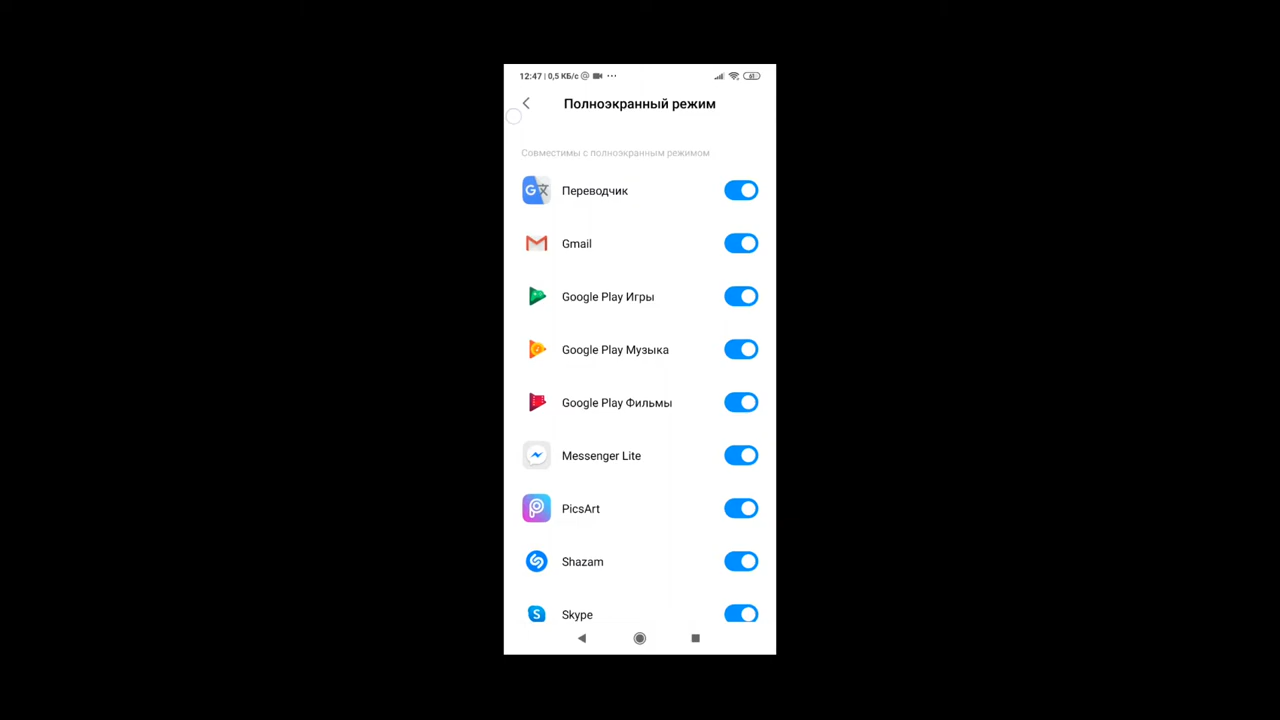 12:47 | 0,5 КБ/с @ ...
61
Полноэкранный режим
Совместимы с полноэкранным режимом
Переводчик
Gmail
Google Play Игры
Google Play Музыка
Google Play Фильмы
Messenger Lite
PicsArt
Shazam
Skype